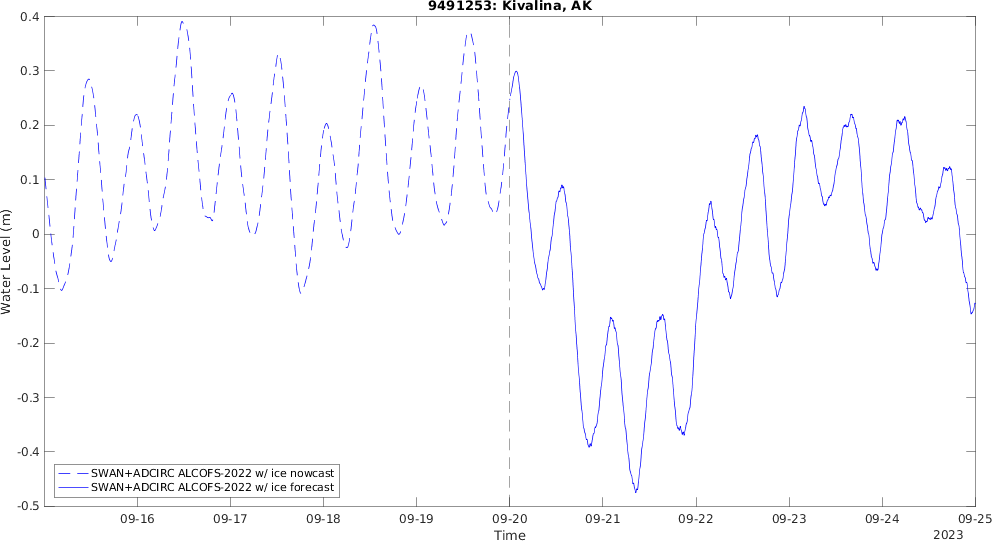 9491253: Kivalina, AK
0.4
0.3
0.2
0.1
0
-0.1
-0.2
-0.3
-0.4
-0.5
Water Level (m)
SWAN+ADCIRC ALCOFS-2022 w/ ice nowcast
SWAN+ADCIRC ALCOFS-2022 w/ ice forecast
09-16 09-17 09-18 09-19 09-20 09-21 09-22 09-23 09-24 09-25
Time
2023